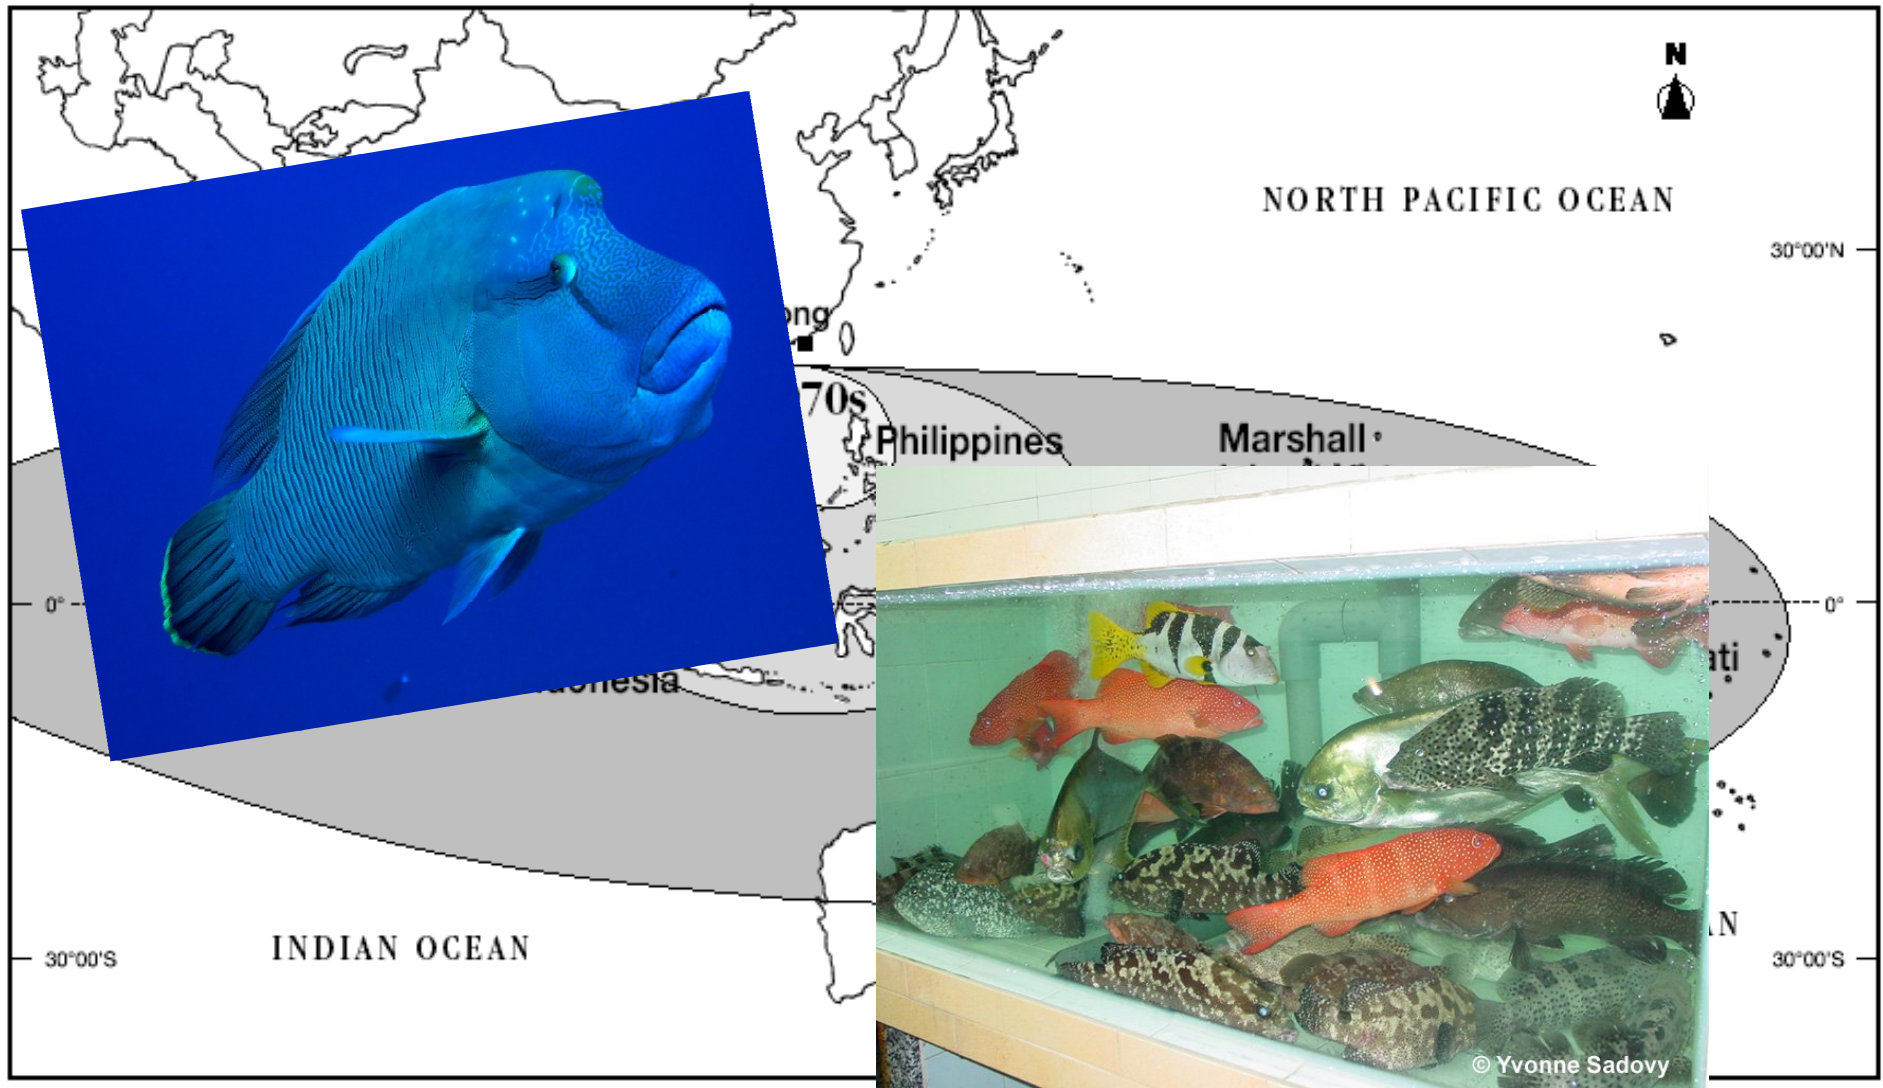 N
NORTH PACIFIC OCEAN
30°00'N
70s
Philippines
Marshall
0°
0°
INDIAN OCEAN
30°00'S
30°00'S
© Yvonne Sadovy